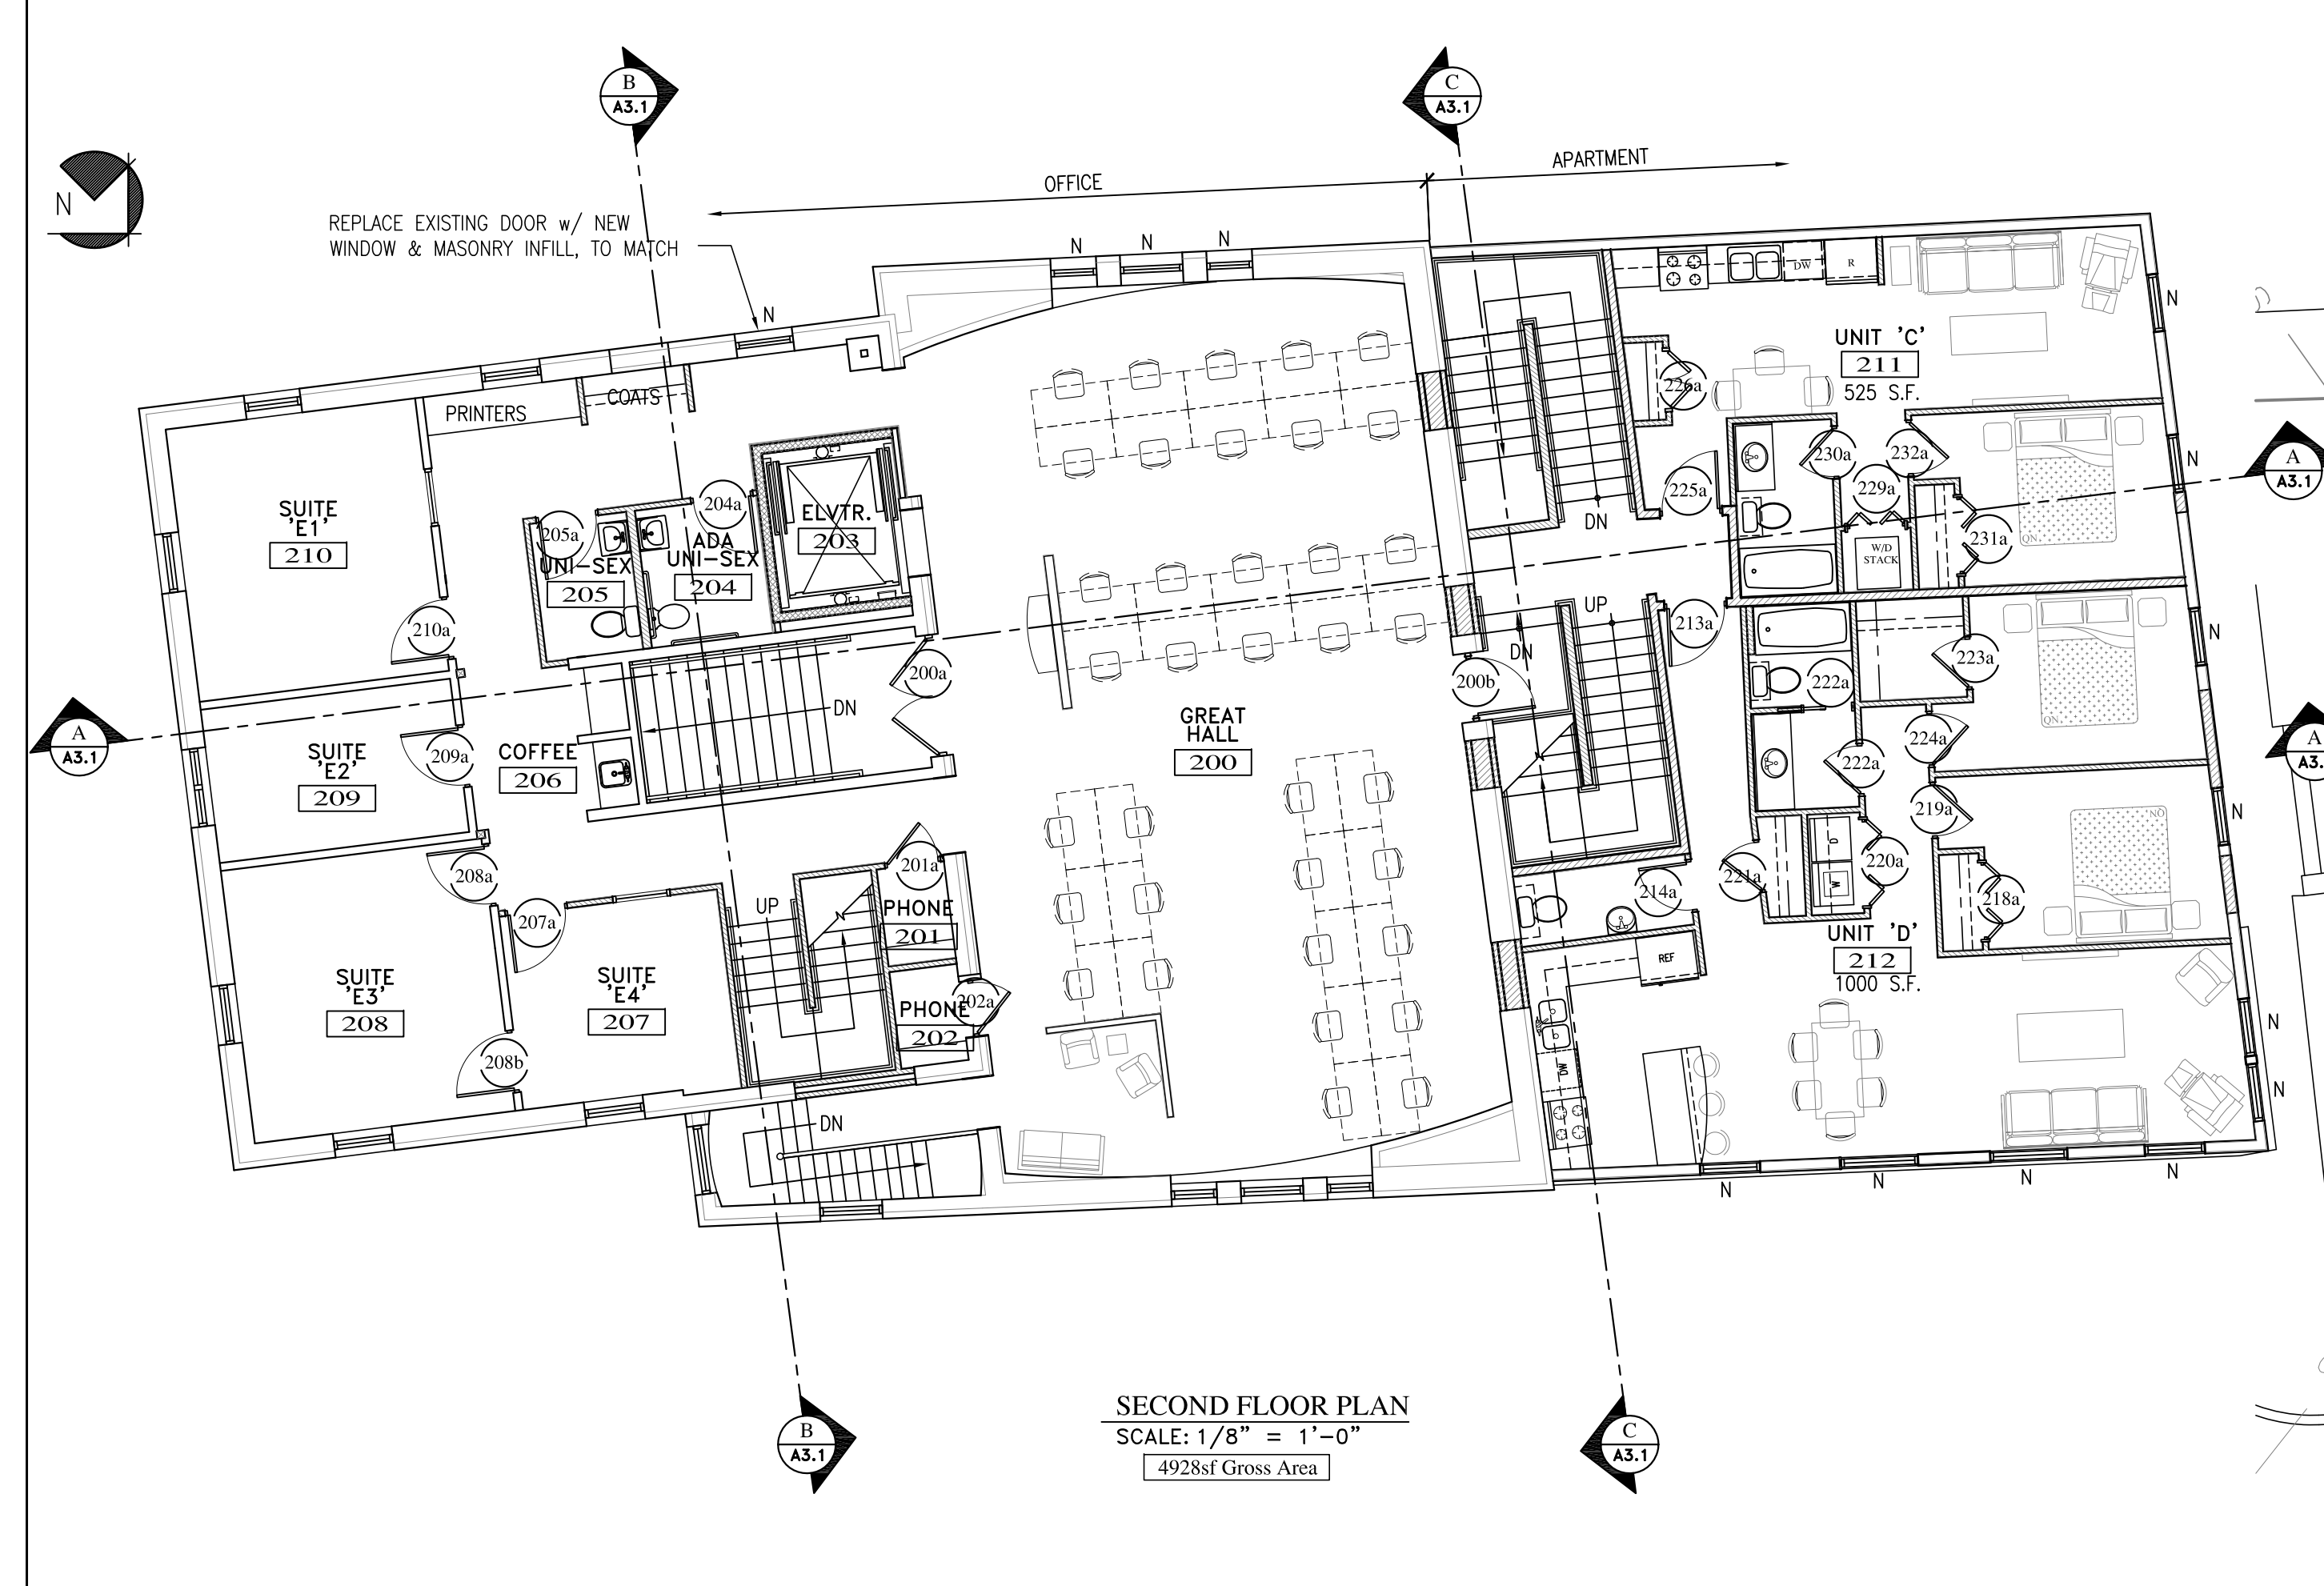 B
A3.1
C
A3.1
N
OFFICE
APARTMENT
REPLACE EXISTING DOOR w/ NEW
WINDOW & MASONRY INFILL, TO MATCH
N
N
N
N
PRINTERS
COATS
DW
R
UNIT 'C'
211
525 S.F.
N
226a
SUITE
'E1'
210
205a
UNI-SEX
205
204a
ADA
UNI-SEX
204
ELVTR.
203
DN
225a
230a
232a
229a
W/D
STACK
231a
QN.
N
A
A3.1
210a
200a
DN
UP
DN
200b
213a
222a
223a
QN.
N
A
A3.1
SUITE
'E2'
209
209a
COFFEE
206
GREAT
HALL
200
222a
224a
219a
N
A
A3.
208a
207a
UP
201a
PHONE
201
SUITE
'E3'
208
SUITE
'E4'
207
PHONE
202
202a
208b
DN
214a
221a
D
W
220a
218a
UNIT 'D'
212
1000 S.F.
REF
DW
N
N
N
N
N
N
B
A3.1
C
A3.1
SECOND FLOOR PLAN
SCALE: 1/8" = 1'-0"
4928sf Gross Area